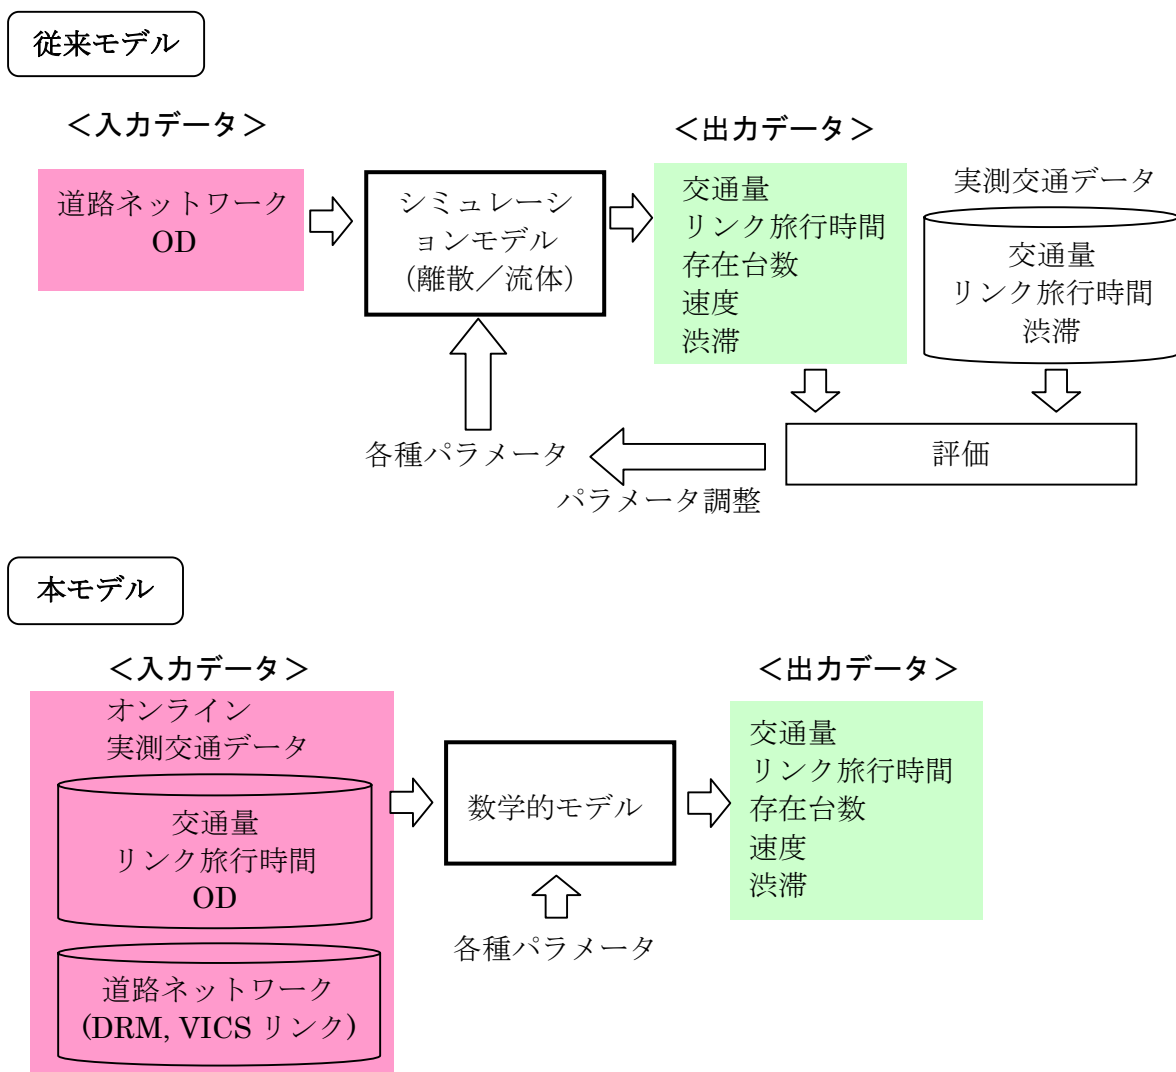 従来モデル
＜入力データ＞
道路ネットワーク
OD
シミュレーシ
ョンモデル
(離散／流体)
＜出力データ＞
交通量
リンク旅行時間
存在台数
速度
渋滞
実測交通データ
交通量
リンク旅行時間
渋滞
評価
パラメータ調整
各種パラメータ
本モデル
＜入力データ＞
オンライン
実測交通データ
交通量
リンク旅行時間
OD
道路ネットワーク
(DRM, VICS リンク)
数学的モデル
各種パラメータ
＜出力データ＞
交通量
リンク旅行時間
存在台数
速度
渋滞